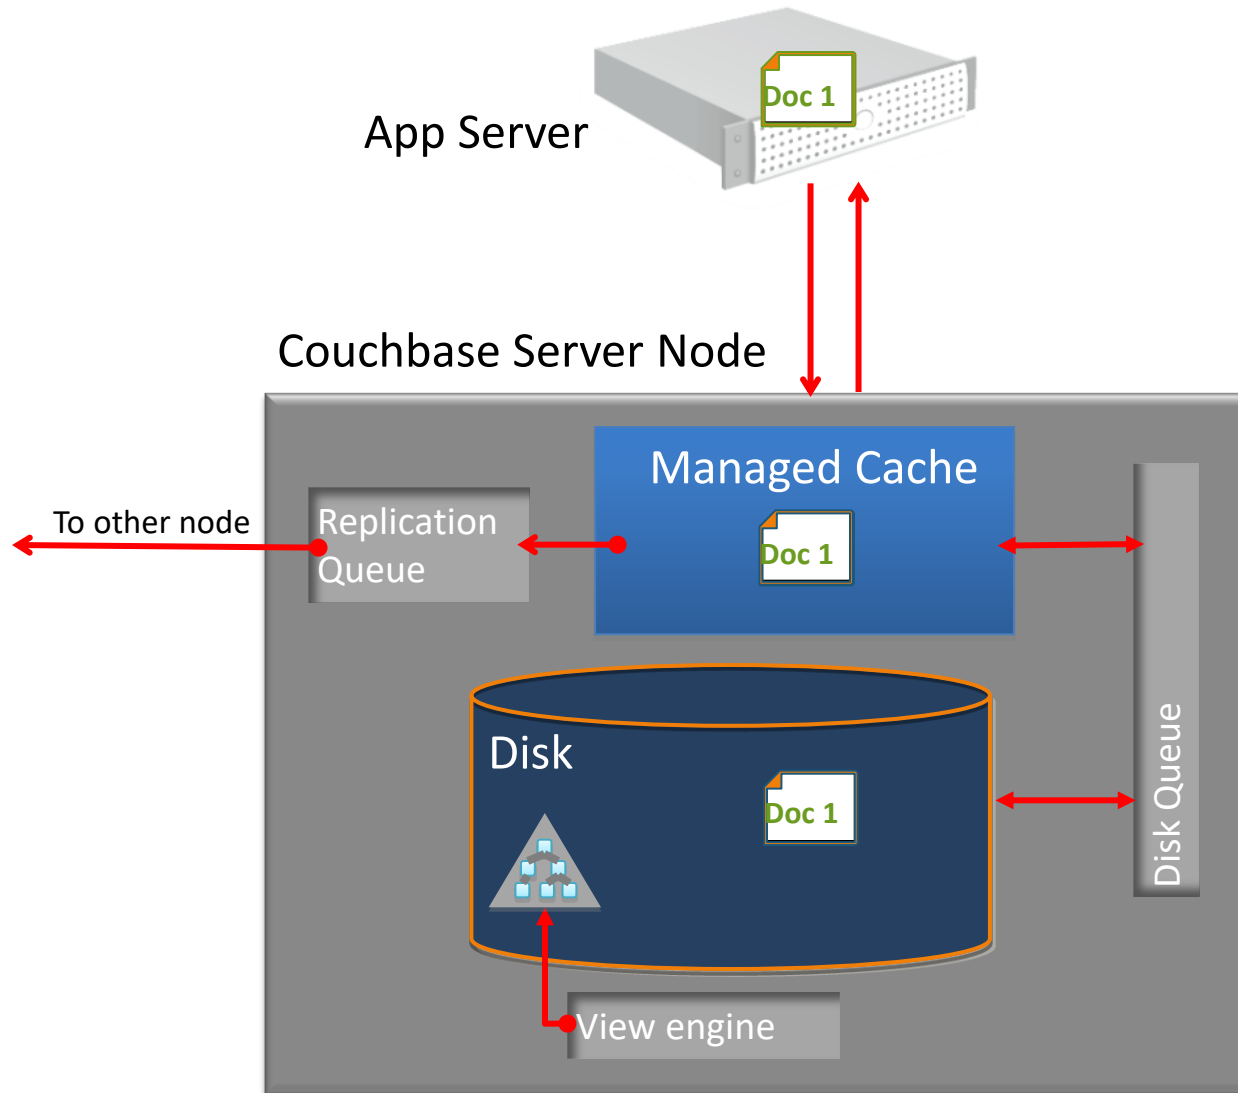 Doc 1
App Server
Couchbase Server Node
Managed Cache
Replication
Queue
To other node
Doc 1
Disk
Doc 1
Disk Queue
View engine